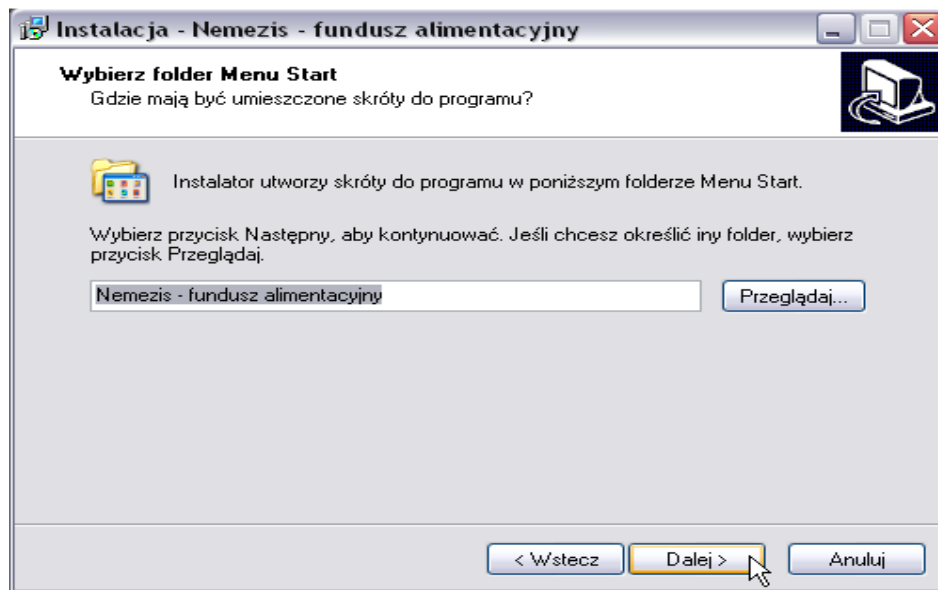 Instalacja - Nemezis - fundusz alimentacyjny
Wybierz folder Menu Start
Gdzie mają być umieszczone skróty do programu?
Instalator utworzy skróty do programu w poniższym folderze Menu Start.
Wybierz przycisk Następny, aby kontynuować. Jeśli chcesz określić iny folder, wybierz
przycisk Przeglądaj.
Nemezis - fundusz alimentacyjny
Przeglądaj...
< Wstecz
Dalej >
Anuluj